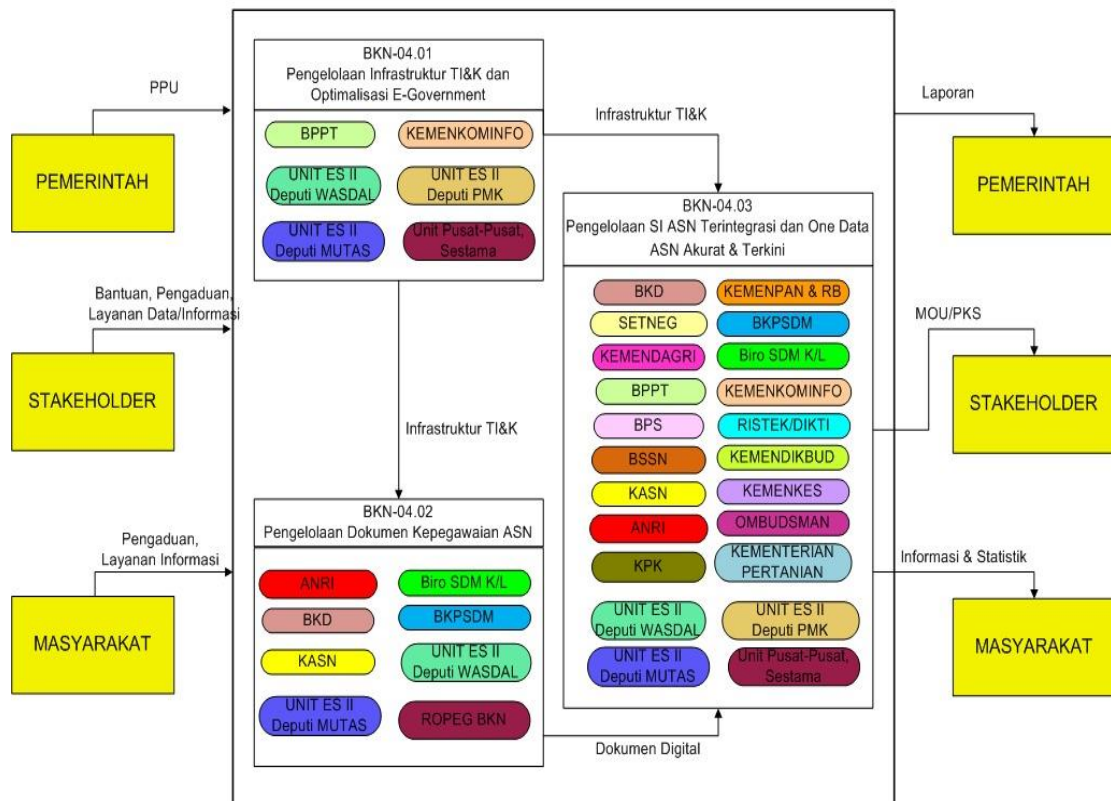 PPU
PEMERINTAH
Bantuan, Pengaduan,
Layanan Data/Informasi
STAKEHOLDER
Pengaduan,
Layanan Informasi
MASYARAKAT
BKN-04.01
Pengelolaan Infrastruktur TI&K dan
Optimalisasi E-Government
BPPT
KEMENKOMINFO
UNIT ES II
Deputi WASDAL
UNIT ES II
Deputi PMK
UNIT ES II
Deputi MUTAS
Unit Pusat-Pusat,
Sestama
Infrastruktur TI&K
Infrastruktur TI&K
BKN-04.02
Pengelolaan Dokumen Kepegawaian ASN
ANRI
Biro SDM K/L
BKD
BKPSDM
KASN
UNIT ES II
Deputi WASDAL
UNIT ES II
Deputi MUTAS
ROPEG BKN
Dokumen Digital
BKN-04.03
Pengelolaan SI ASN Terintegrasi dan One Data
ASN Akurat & Terkini
BKD
KEMENPAN & RB
SETNEG
BKPSDM
KEMENDAGRI
Biro SDM K/L
BPPT
KEMENKOMINFO
BPS
RISTEK/DIKTI
BSSN
KEMENDIKBUD
KASN
KEMENKES
ANRI
OMBUDSMAN
KPK
KEMENTERIAN
PERTANIAN
UNIT ES II
Deputi WASDAL
UNIT ES II
Deputi PMK
UNIT ES II
Deputi MUTAS
Unit Pusat-Pusat,
Sestama
Laporan
PEMERINTAH
MOU/PKS
STAKEHOLDER
Informasi & Statistik
MASYARAKAT